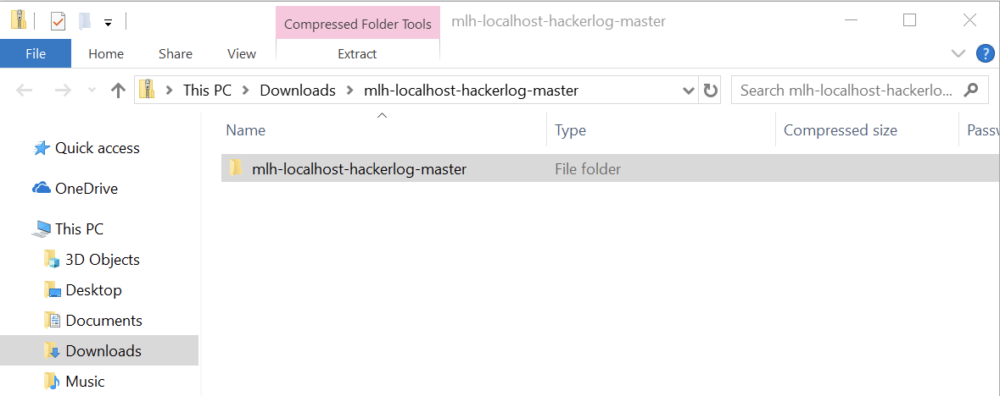 Compressed Folder Tools mlh-localhost-hackerlog-master
File Home Share View Extract ?
This PC Downloads mlh-localhost-hackerlog-master Search mlh-localhost-hackerlo...
Name Type Compressed size Passw
Quick access
mlh-localhost-hackerlog-master File folder
OneDrive
This PC
3D Objects
Desktop
Documents
Downloads
Music